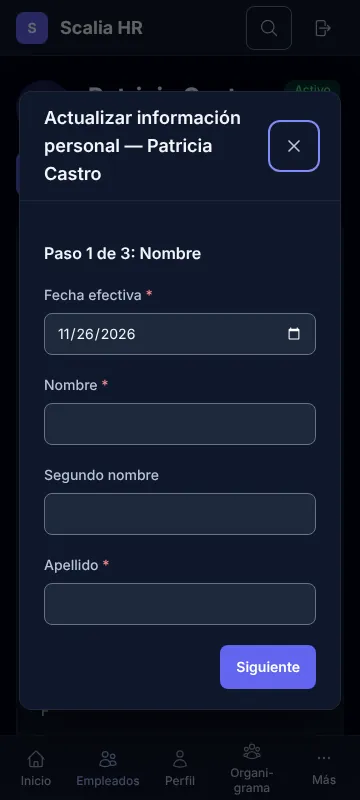 S
Scalia HR
Activo
Actualizar información
personal — Patricia
Castro
Paso 1 de 3: Nombre
Fecha efectiva *
11/26/2026
Nombre *
Segundo nombre
Apellido *
Siguiente
Inicio
Empleados
Perfil
Organi-
grama
Más